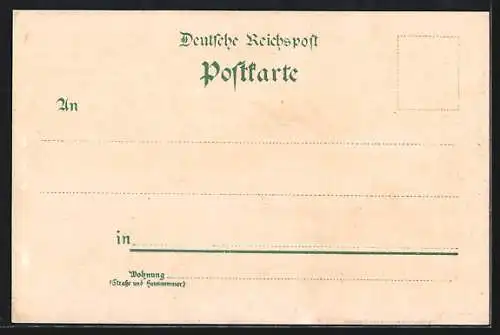 Deutsche Reichspost
Postkarte
An
in
Wohnung
(Straße und Hausnummer)